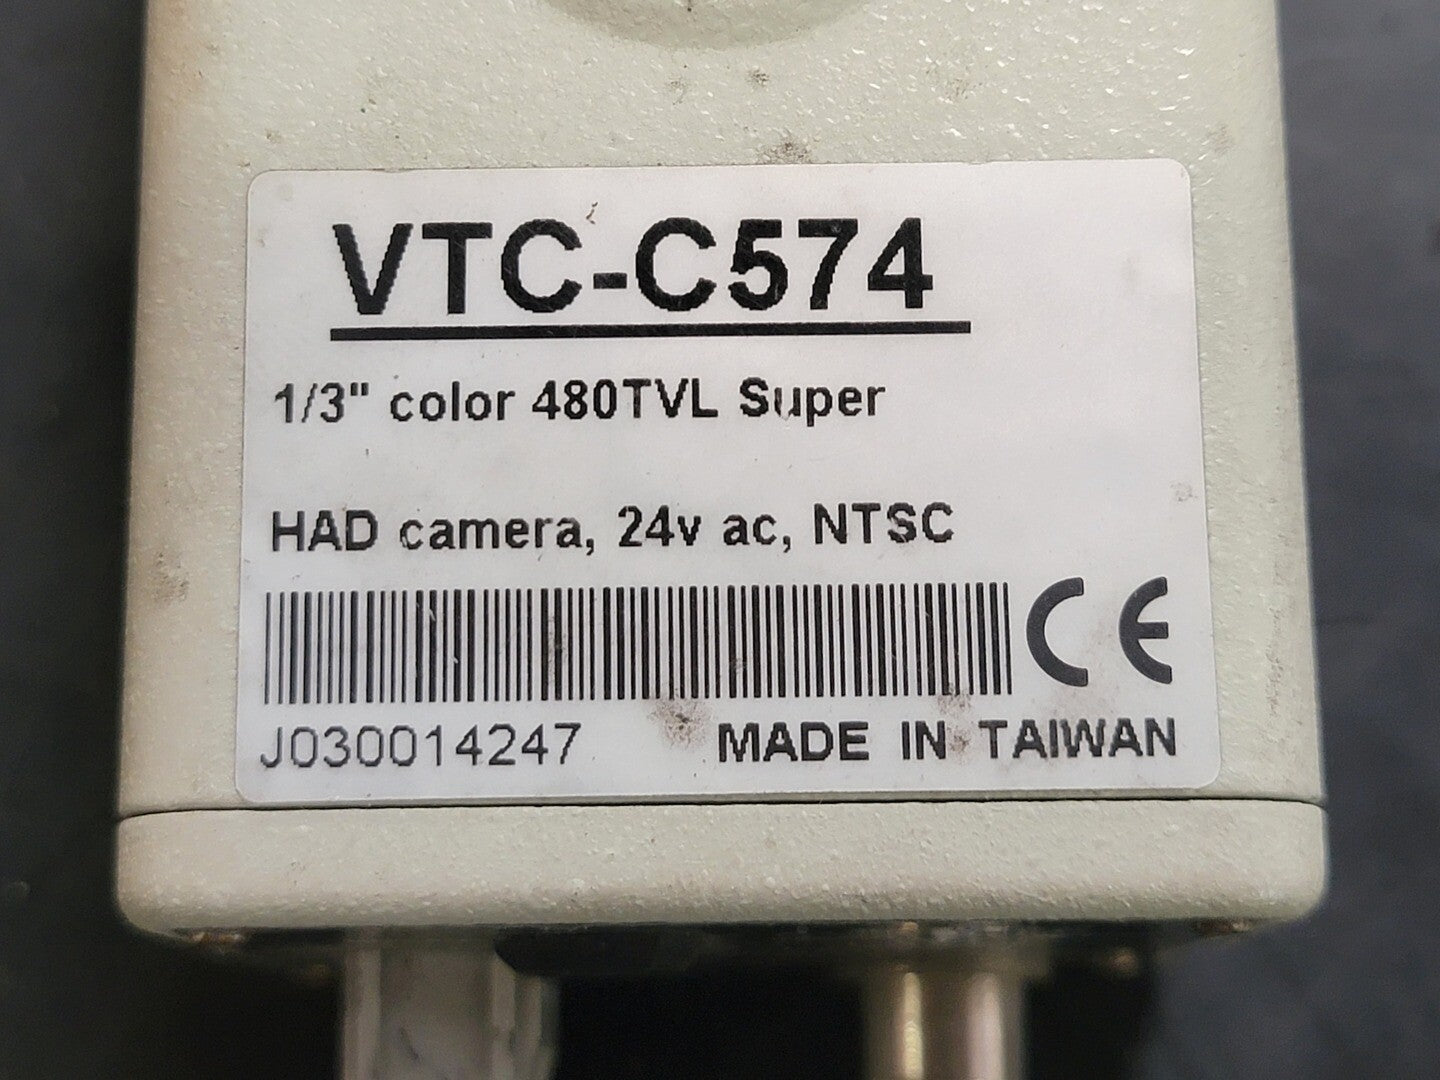 VTC-C574
1/3" color 480TVL Super
HAD camera, 24v ac, NTSC
CE
J030014247 MADE IN TAIWAN